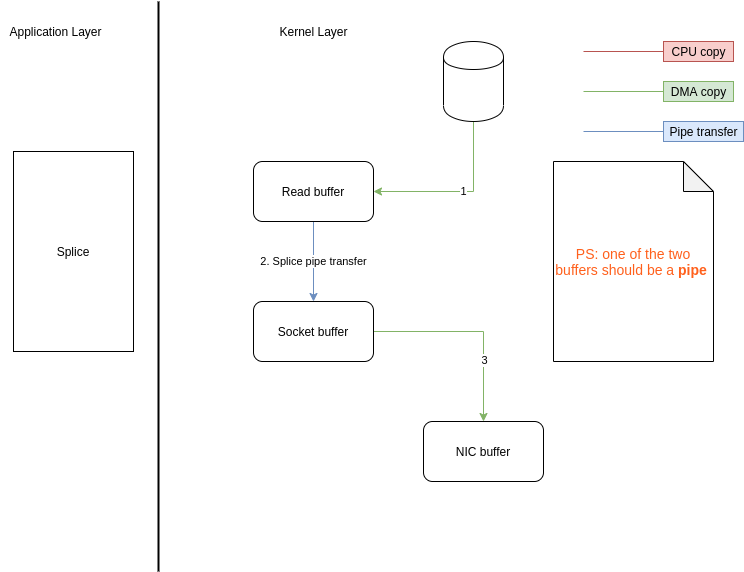 Application Layer
Kernel Layer
CPU copy
DMA copy
Pipe transfer
Splice
Read buffer
1
2. Splice pipe transfer
PS: one of the two
buffers should be a pipe
Socket buffer
3
NIC buffer